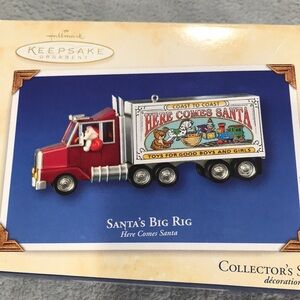 Hallmark
KEEPSAKE
ORNAMENT
COAST TO COAST
HERE COMES SANTA
TOYS FOR GOOD BOYS AND GIRLS
SANTA'S BIG RIG
Here Comes Santa
COLLECTOR'S S
décoration